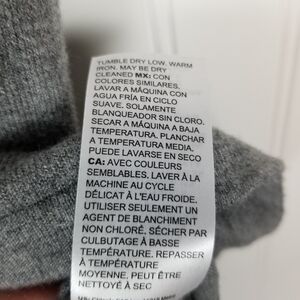 TUMBLE DRY LOW, WARM
IRON. MAY BE DRY
CLEANED MX: CON
COLORES SIMILARES.
LAVAR A MÁQUINA CON
AGUA FRÍA EN CICLO
SUAVE. SOLAMENTE
BLANQUEADOR SIN CLORO.
SECAR A MÁQUINA A BAJA
TEMPERATURA. PLANCHAR
A TEMPERATURA MEDIA.
PUEDE LAVARSE EN SECO
CA: AVEC COULEURS
SEMBLABLES. LAVER À LA
MACHINE AU CYCLE
DÉLICAT À L'EAU FROIDE.
UTILISER SEULEMENT UN
AGENT DE BLANCHIMENT
NON CHLORÉ. SÉCHER PAR
CULBUTAGE À BASSE
TEMPÉRATURE. REPASSER
À TEMPÉRATURE
MOYENNE. PEUT ÊTRE
NETTOYÉ À SEC